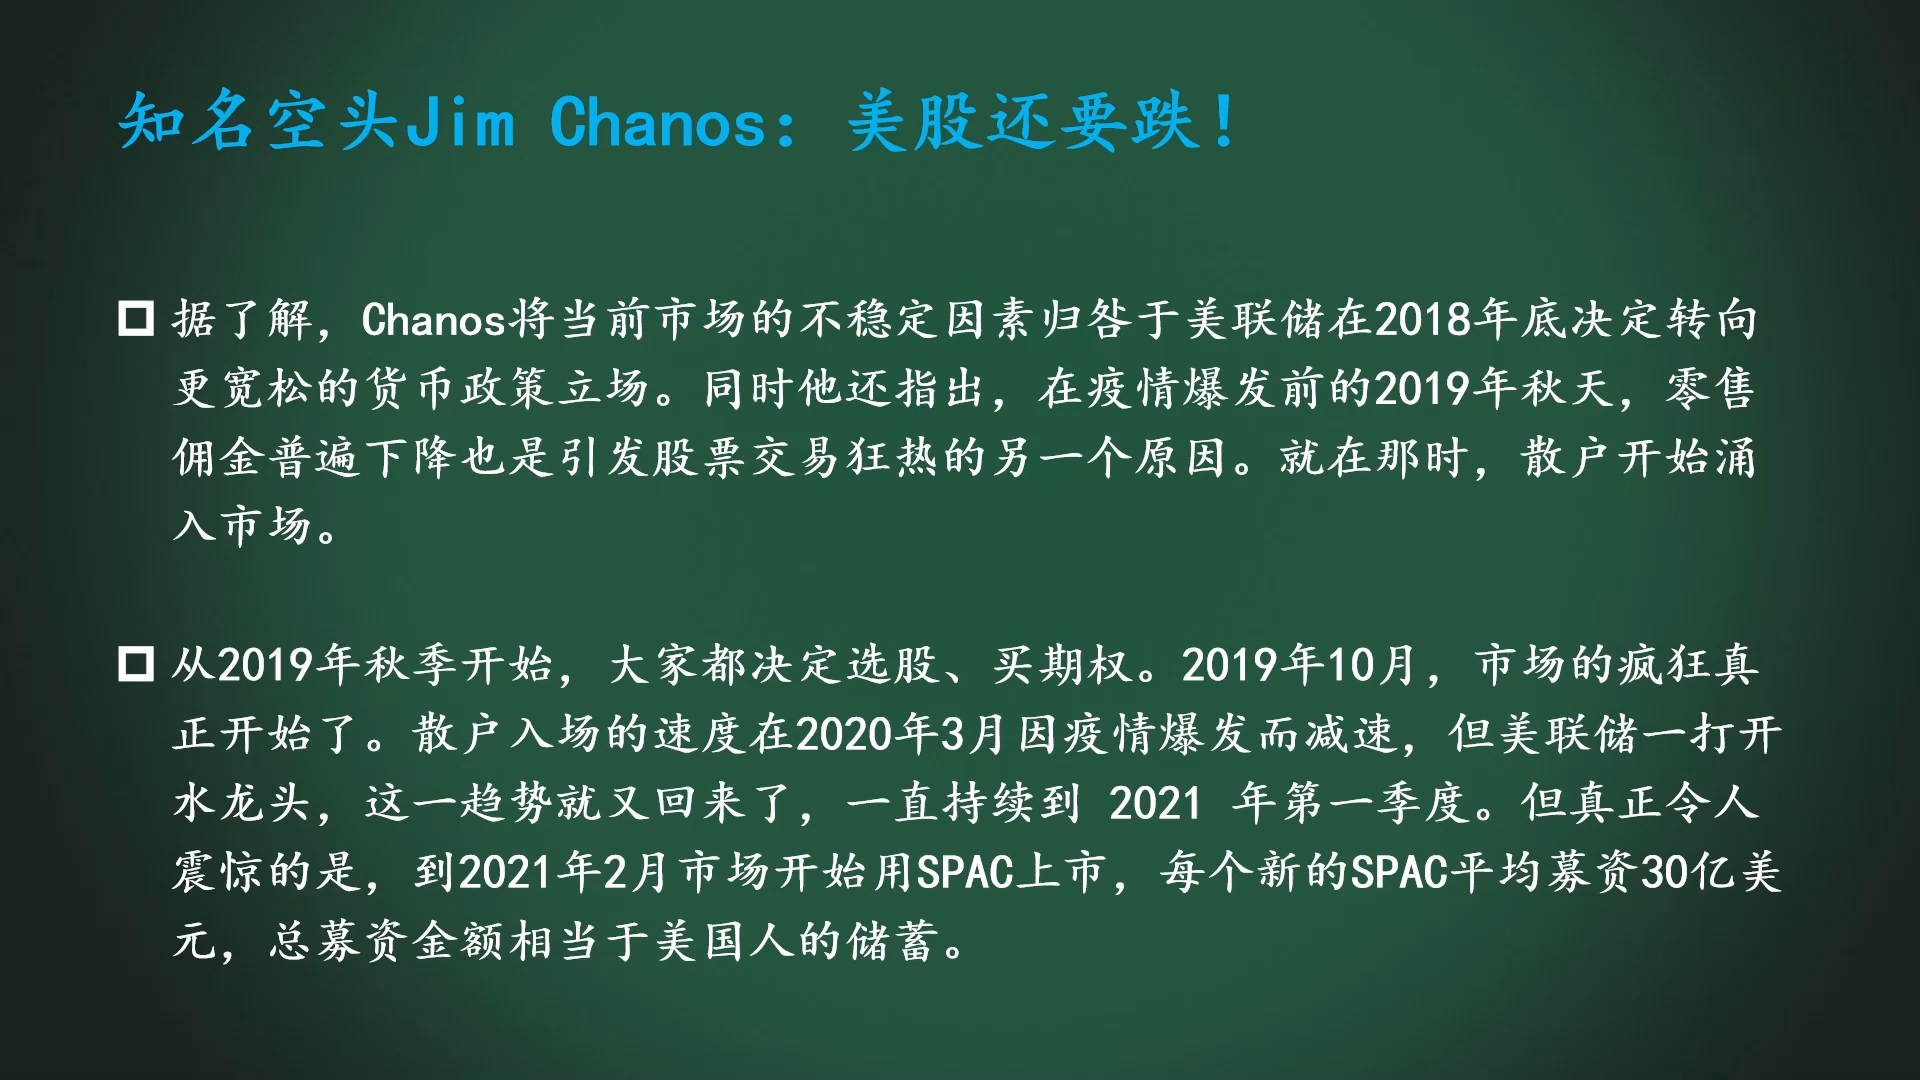 知名空头Jim Chanos：美股还要跌！
据了解，Chanos将当前市场的不稳定因素归咎于美联储在2018年底决定转向
更宽松的货币政策立场。同时他还指出，在疫情爆发前的2019年秋天，零售
佣金普遍下降也是引发股票交易狂热的另一个原因。就在那时，散户开始涌
入市场。
从2019年秋季开始，大家都决定选股、买期权。2019年10月，市场的疯狂真
正开始了。散户入场的速度在2020年3月因疫情爆发而减速，但美联储一打开
水龙头，这一趋势就又回来了，一直持续到 2021 年第一季度。但真正令人
震惊的是，到2021年2月市场开始用SPAC上市，每个新的SPAC平均募资30亿美
元，总募资金额相当于美国人的储蓄。